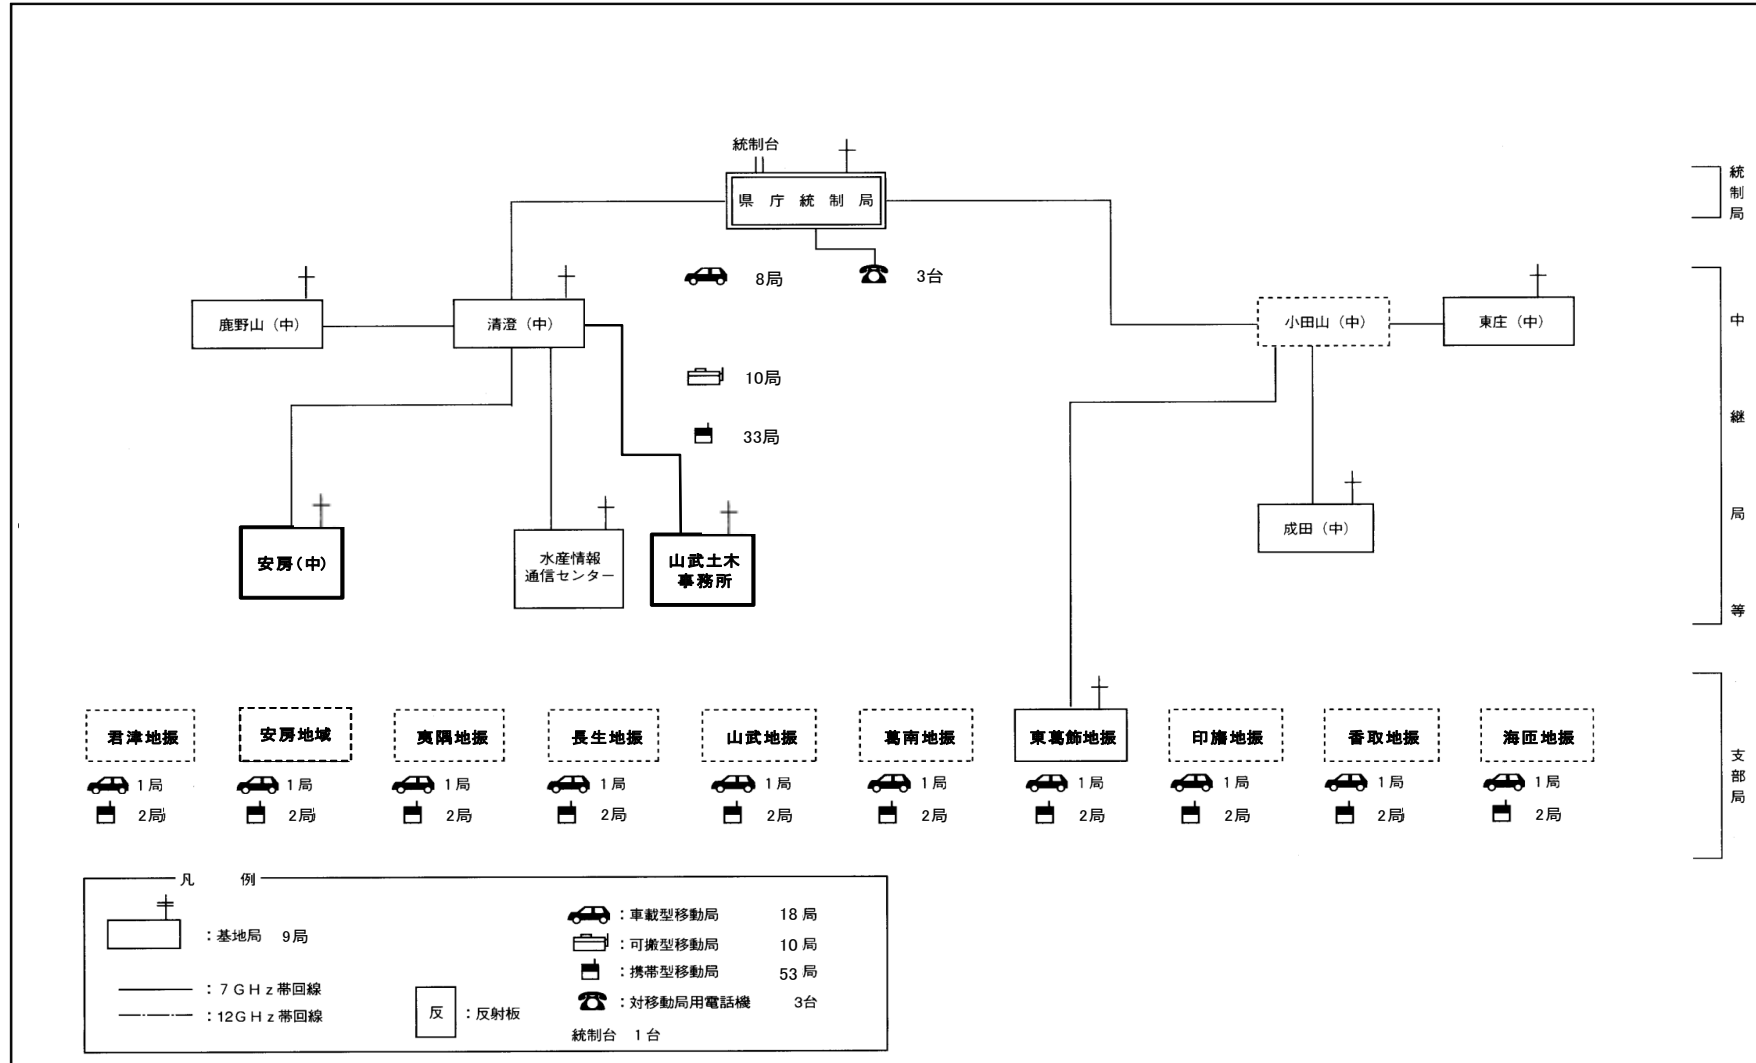 統制台
県庁統制局
統制局
8局
3台
鹿野山（中）
清澄（中）
小田山（中）
東庄（中）
10局
33局
中継局等
安房(中)
水産情報
通信センター
山武土木
事務所
成田（中）
君津地振
安房地域
夷隅地振
長生地振
山武地振
葛南地振
東葛飾地振
印旛地振
香取地振
海匝地振
支部局
1局
1局
1局
1局
1局
1局
1局
1局
1局
1局
2局
2局
2局
2局
2局
2局
2局
2局
2局
2局
凡例
：基地局 9局
：7GHz帯回線
：12GHz帯回線
反
：反射板
：車載型移動局 18局
：可搬型移動局 10局
：携帯型移動局 53局
：対移動局用電話機 3台
統制台 1台